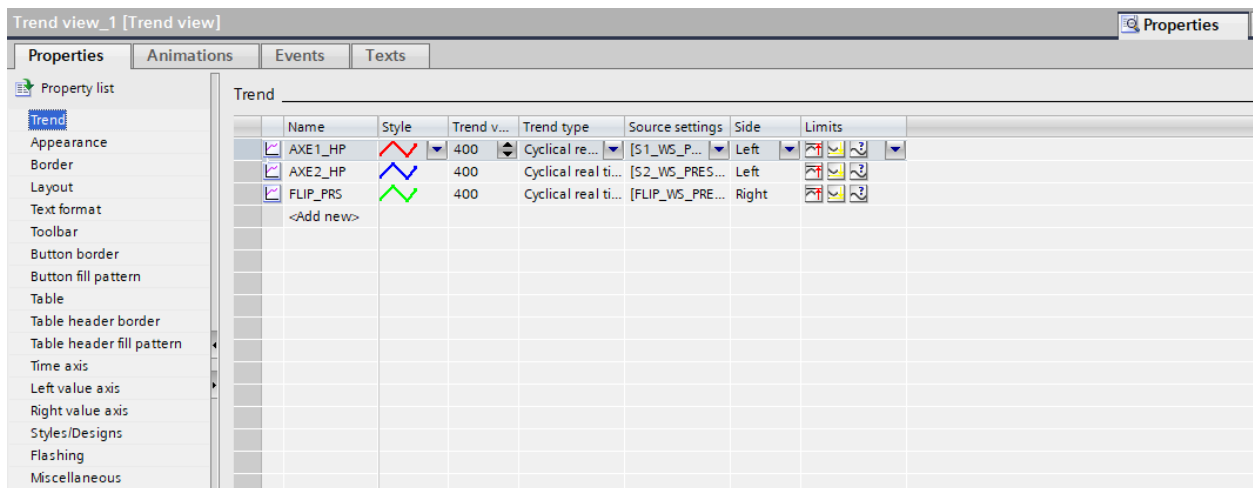 Trend view_1 [Trend view]
Properties
Properties Animations Events Texts
Property list
Trend
Appearance
Border
Layout
Text format
Toolbar
Button border
Button fill pattern
Table
Table header border
Table header fill pattern
Time axis
Left value axis
Right value axis
Styles/Designs
Flashing
Miscellaneous
Trend
Name Style Trend v... Trend type Source settings Side Limits
AXE1_HP 400 Cyclical re... [S1_WS_P... Left
AXE2_HP 400 Cyclical real ti... [S2_WS_PRES... Left
FLIP_PRS 400 Cyclical real ti... [FLIP_WS_PRE... Right
<Add new>